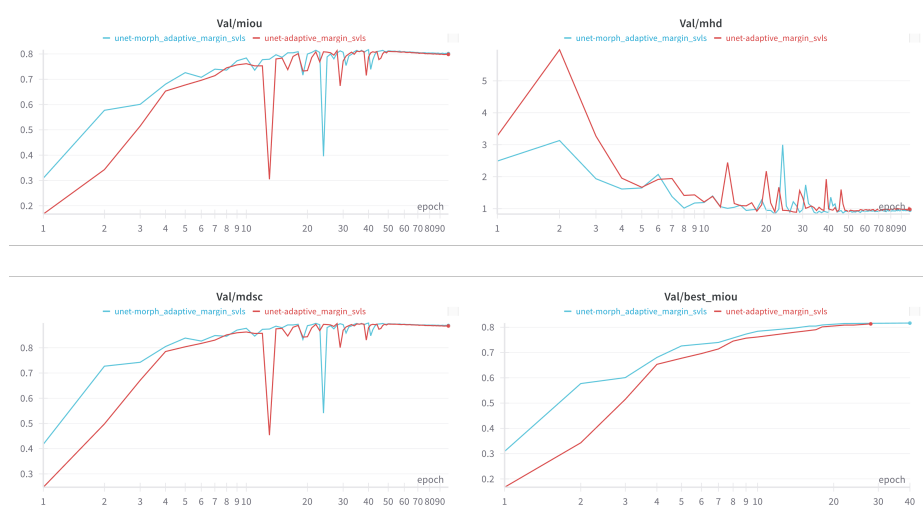 Val/miou
unet-morph_adaptive_margin_svls unet-adaptive_margin_svls
0.8
0.7
0.6
0.5
0.4
0.3
0.2
epoch
1 2 3 4 5 6 7 8 9 10 20 30 40 50 60 70 80 90
Val/mhd
unet-morph_adaptive_margin_svls unet-adaptive_margin_svls
5
4
3
2
1
epoch
1 2 3 4 5 6 7 8 9 10 20 30 40 50 60 70 80 90
Val/mdsc
unet-morph_adaptive_margin_svls unet-adaptive_margin_svls
0.8
0.7
0.6
0.5
0.4
0.3
epoch
1 2 3 4 5 6 7 8 9 10 20 30 40 50 60 70 80 90
Val/best_miou
unet-morph_adaptive_margin_svls unet-adaptive_margin_svls
0.8
0.7
0.6
0.5
0.4
0.3
0.2
epoch
1 2 3 4 5 6 7 8 9 10 20 30 40